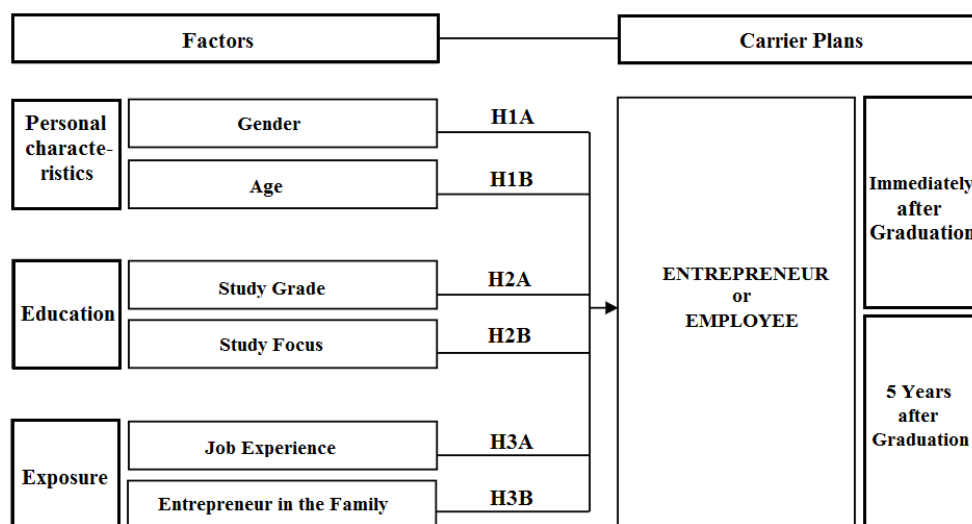 Factors
Carrier Plans
Personal
characte-
ristics
Gender
H1A
Age
H1B
Education
Study Grade
H2A
Study Focus
H2B
Exposure
Job Experience
H3A
Entrepreneur in the Family
H3B
ENTREPRENEUR
or
EMPLOYEE
Immediately
after
Graduation
5 Years
after
Graduation